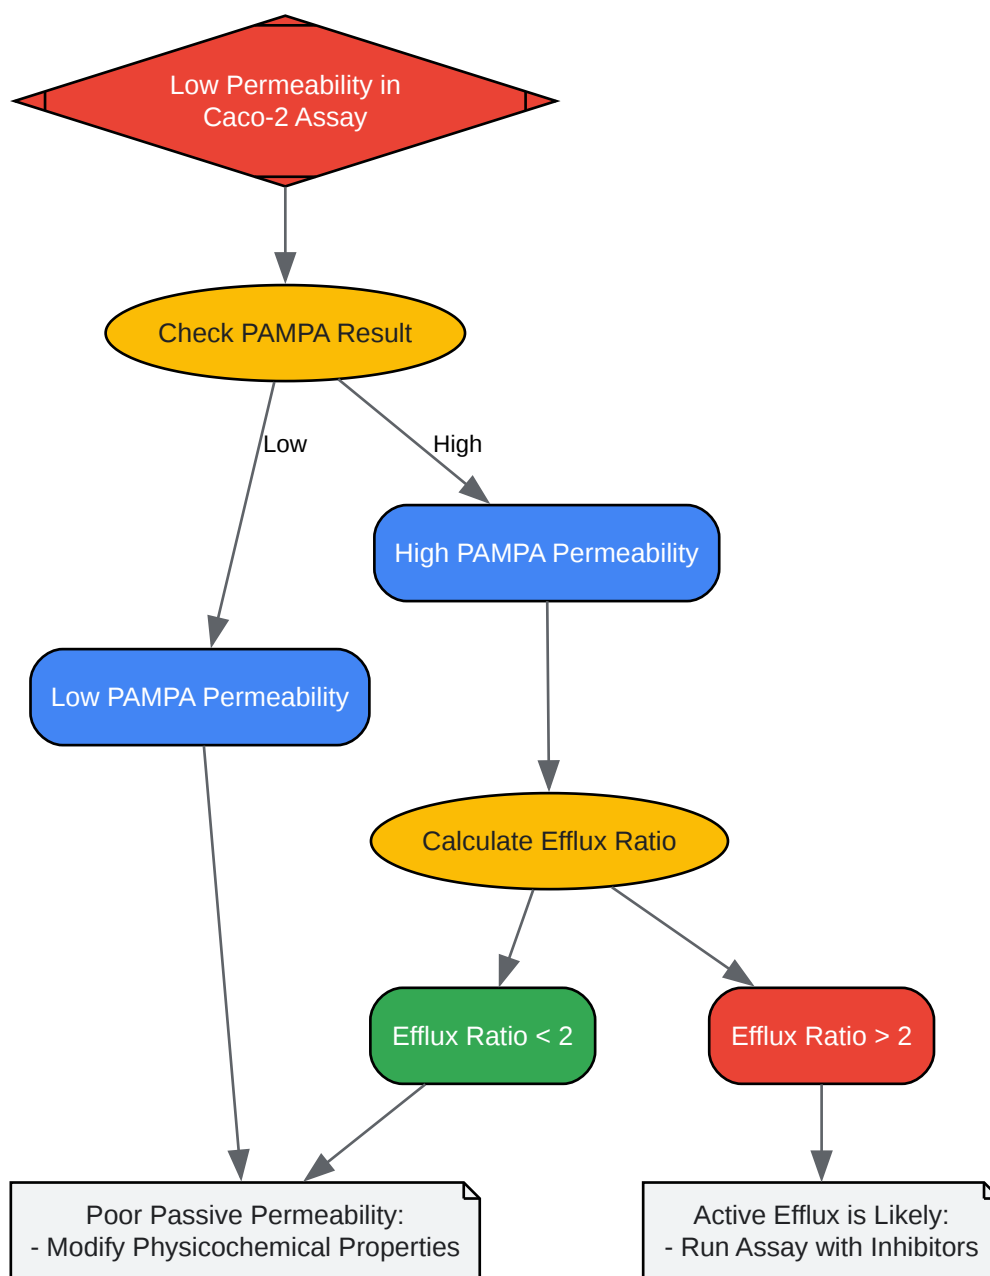 Low Permeability in
Caco-2 Assay
Check PAMPA Result
Low
High
High PAMPA Permeability
Low PAMPA Permeability
Calculate Efflux Ratio
Efflux Ratio < 2
Efflux Ratio > 2
Poor Passive Permeability:
- Modify Physicochemical Properties
Active Efflux is Likely:
- Run Assay with Inhibitors